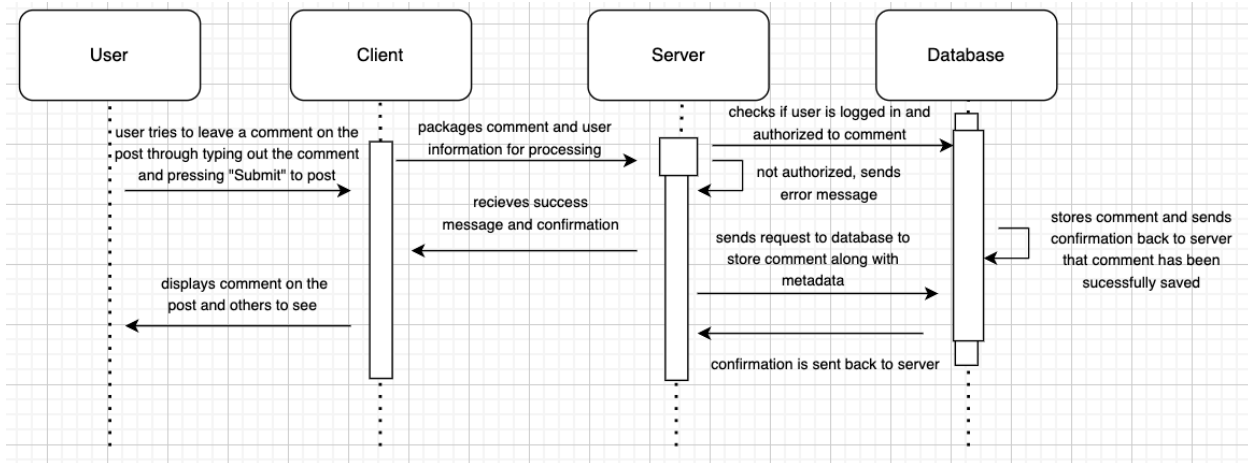 User
Client
Server
Database
user tries to leave a comment on the
post through typing out the comment
and pressing "Submit" to post
packages comment and user
information for processing
checks if user is logged in and
authorized to comment
not authorized, sends
error message
recieves success
message and confirmation
sends request to database to
store comment along with
metadata
stores comment and sends
confirmation back to server
that comment has been
sucessfully saved
displays comment on the
post and others to see
confirmation is sent back to server